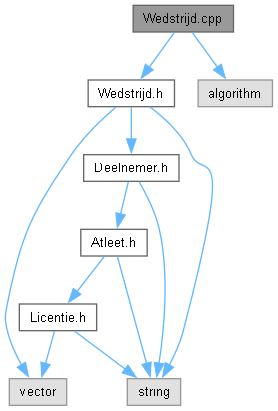 Wedstrijd.cpp
Wedstrijd.h
algorithm
Deelnemer.h
Atleet.h
Licentie.h
vector
string